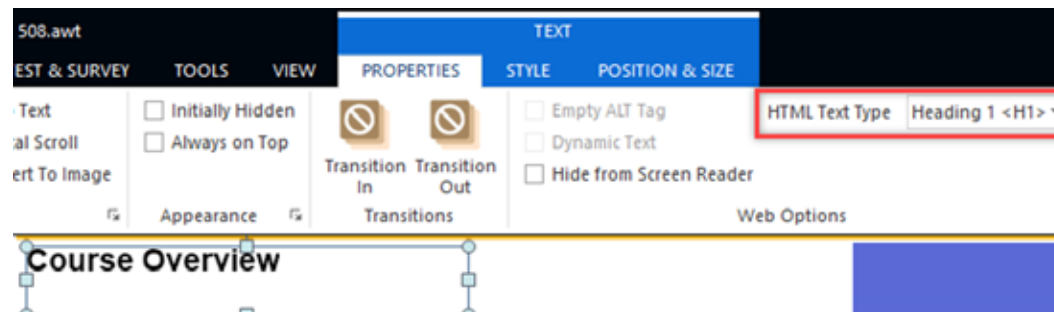 508.awt
TEXT
EST & SURVEY TOOLS VIEW PROPERTIES STYLE POSITION & SIZE
Text
al Scroll
ert To Image
Initially Hidden
Always on Top
Appearance
Transition In
Transition Out
Transitions
Empty ALT Tag
Dynamic Text
Hide from Screen Reader
HTML Text Type Heading 1 <H1>
Web Options
Course Overview